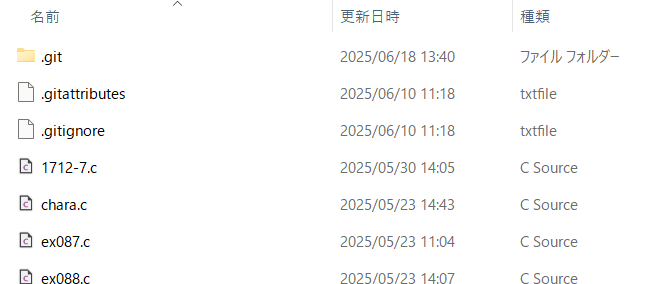 名前 更新日時 種類
.git 2025/06/18 13:40 ファイル フォルダー
.gitattributes 2025/06/10 11:18 txtfile
.gitignore 2025/06/10 11:18 txtfile
1712-7.c 2025/05/30 14:05 C Source
chara.c 2025/05/23 14:43 C Source
ex087.c 2025/05/23 11:04 C Source
ex088.c 2025/05/23 14:07 C Source